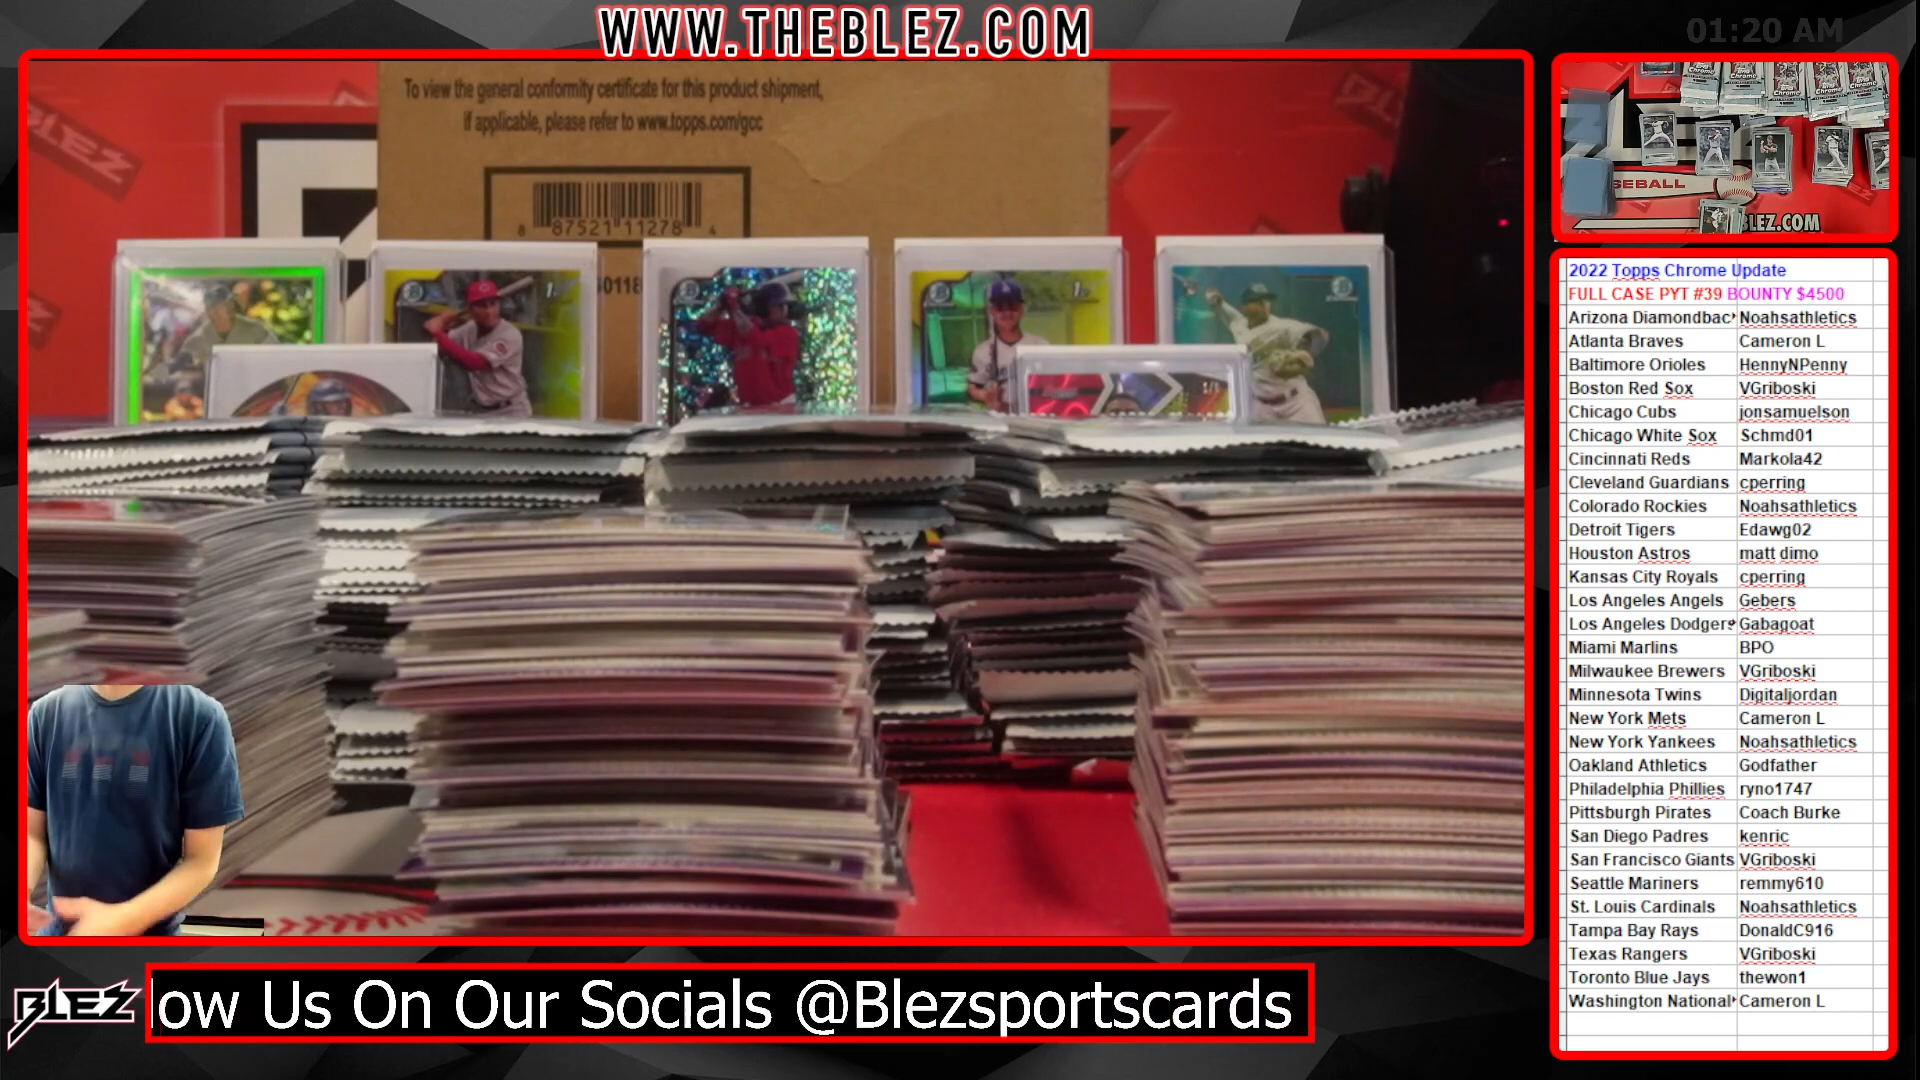 WWW.THEBLEZ.COM
01:20 AM
To view the general conformity certificate for this product shipment,
if applicable, please refer to www.topps.com/gcc
8 87521 11278 4
BLEZ
SEBALL
BLEZ.COM
2022 Topps Chrome Update
FULL CASE PYT #39 BOUNTY $4500
Arizona Diamondbac Noahsathletics
Atlanta Braves Cameron L
Baltimore Orioles HennyNPenny
Boston Red Sox VGriboski
Chicago Cubs jonsamuelson
Chicago White Sox Schmd01
Cincinnati Reds Markola42
Cleveland Guardians cperring
Colorado Rockies Noahsathletics
Detroit Tigers Edawg02
Houston Astros matt dimo
Kansas City Royals cperring
Los Angeles Angels Gebers
Los Angeles Dodgers Gabagoat
Miami Marlins BPO
Milwaukee Brewers VGriboski
Minnesota Twins Digitaljordan
New York Mets Cameron L
New York Yankees Noahsathletics
Oakland Athletics Godfather
Philadelphia Phillies ryno1747
Pittsburgh Pirates Coach Burke
San Diego Padres kenric
San Francisco Giants VGriboski
Seattle Mariners remmy610
St. Louis Cardinals Noahsathletics
Tampa Bay Rays DonaldC916
Texas Rangers VGriboski
Toronto Blue Jays thewon1
Washington National Cameron L
BLEZ
low Us On Our Socials @Blezsportscards